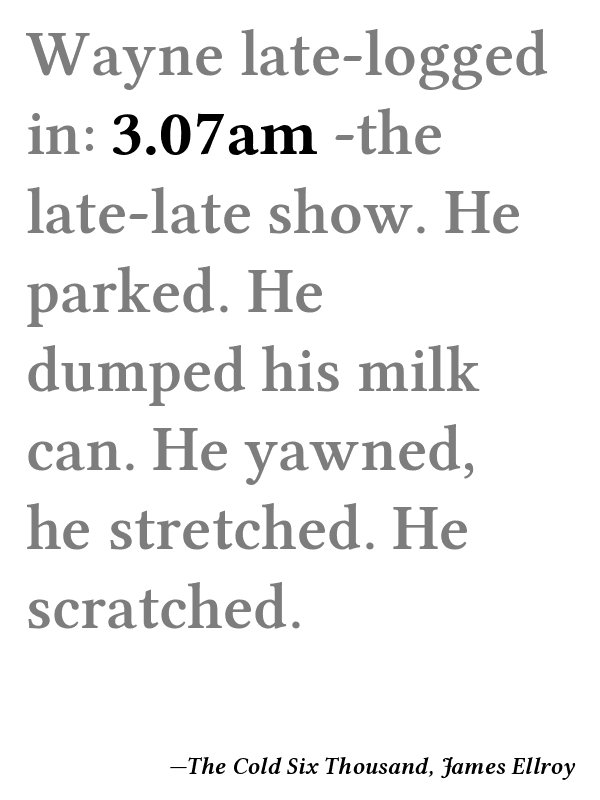 Wayne late-logged
in: 3.07am -the
late-late show. He
parked. He
dumped his milk
can. He yawned,
he stretched. He
scratched.
—The Cold Six Thousand, James Ellroy